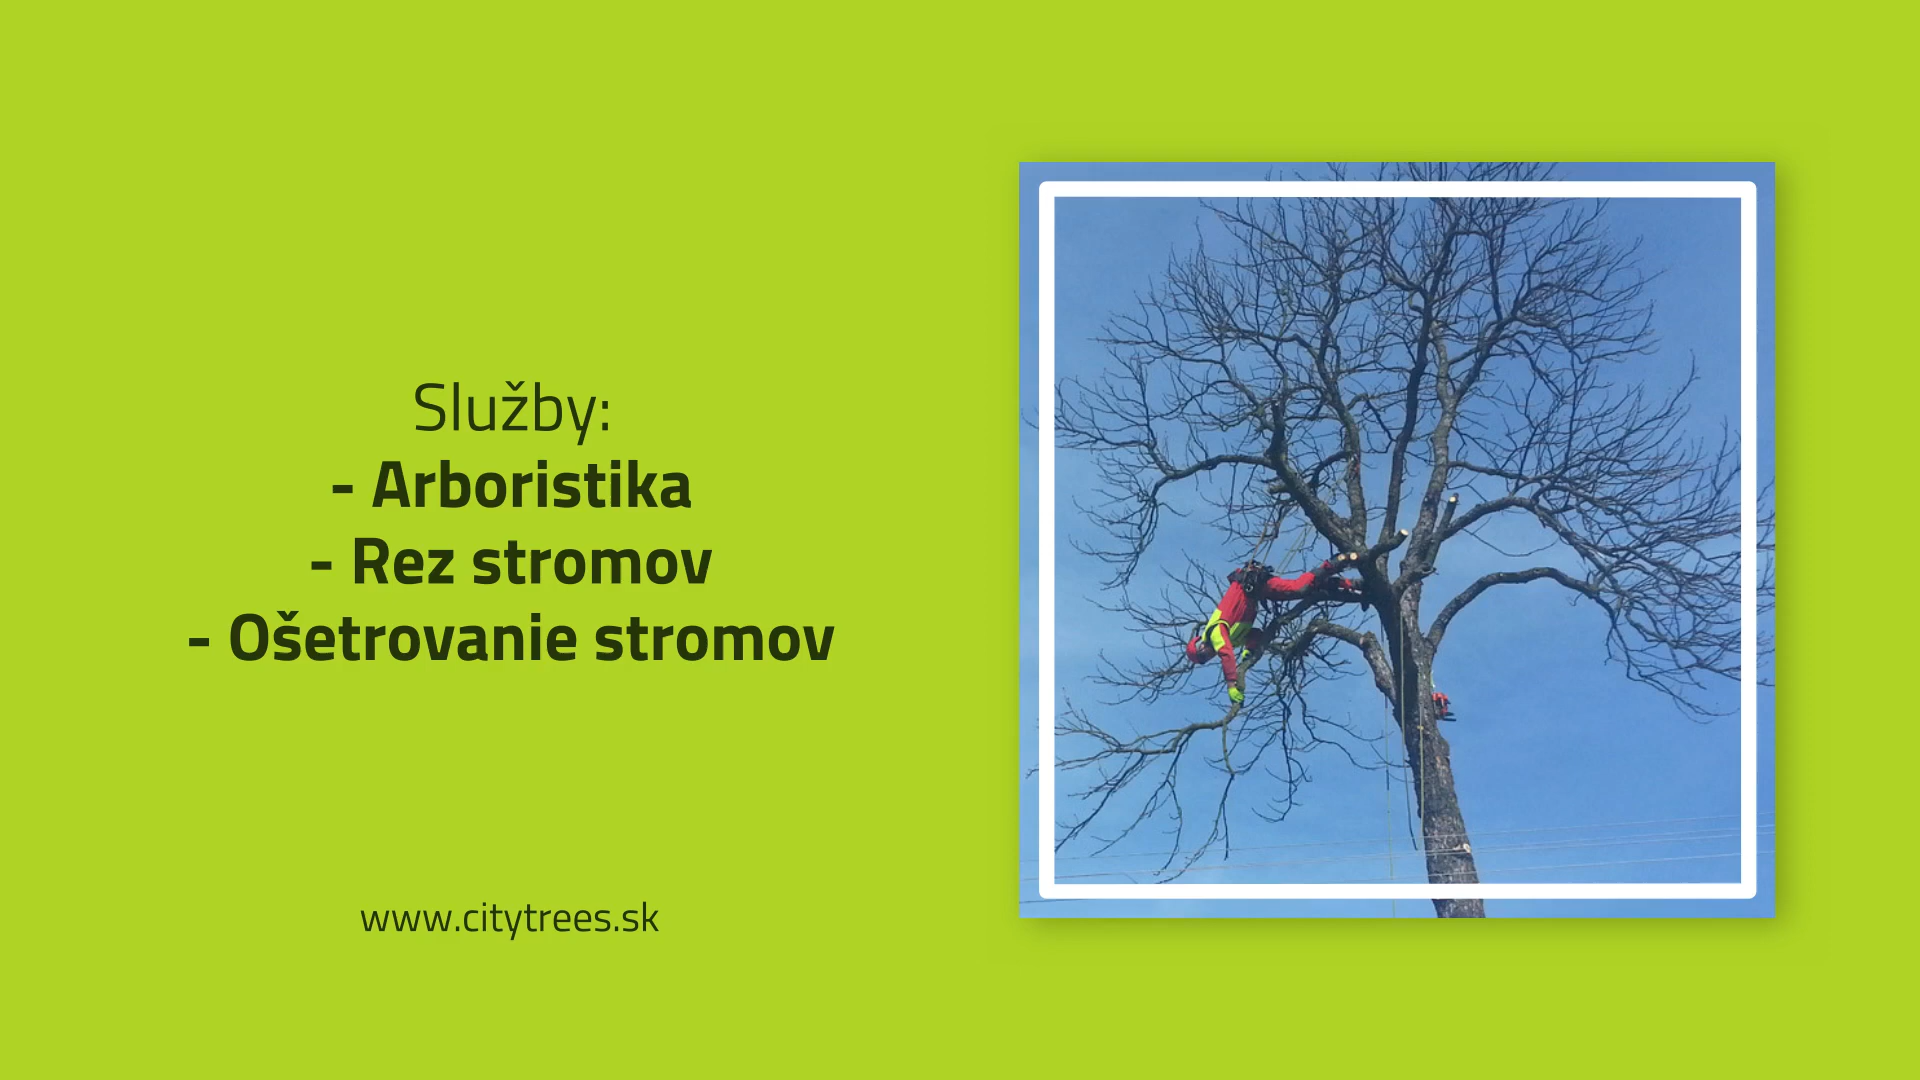 Služby:
- Arboristika
- Rez stromov
- Ošetrovanie stromov
www.citytrees.sk